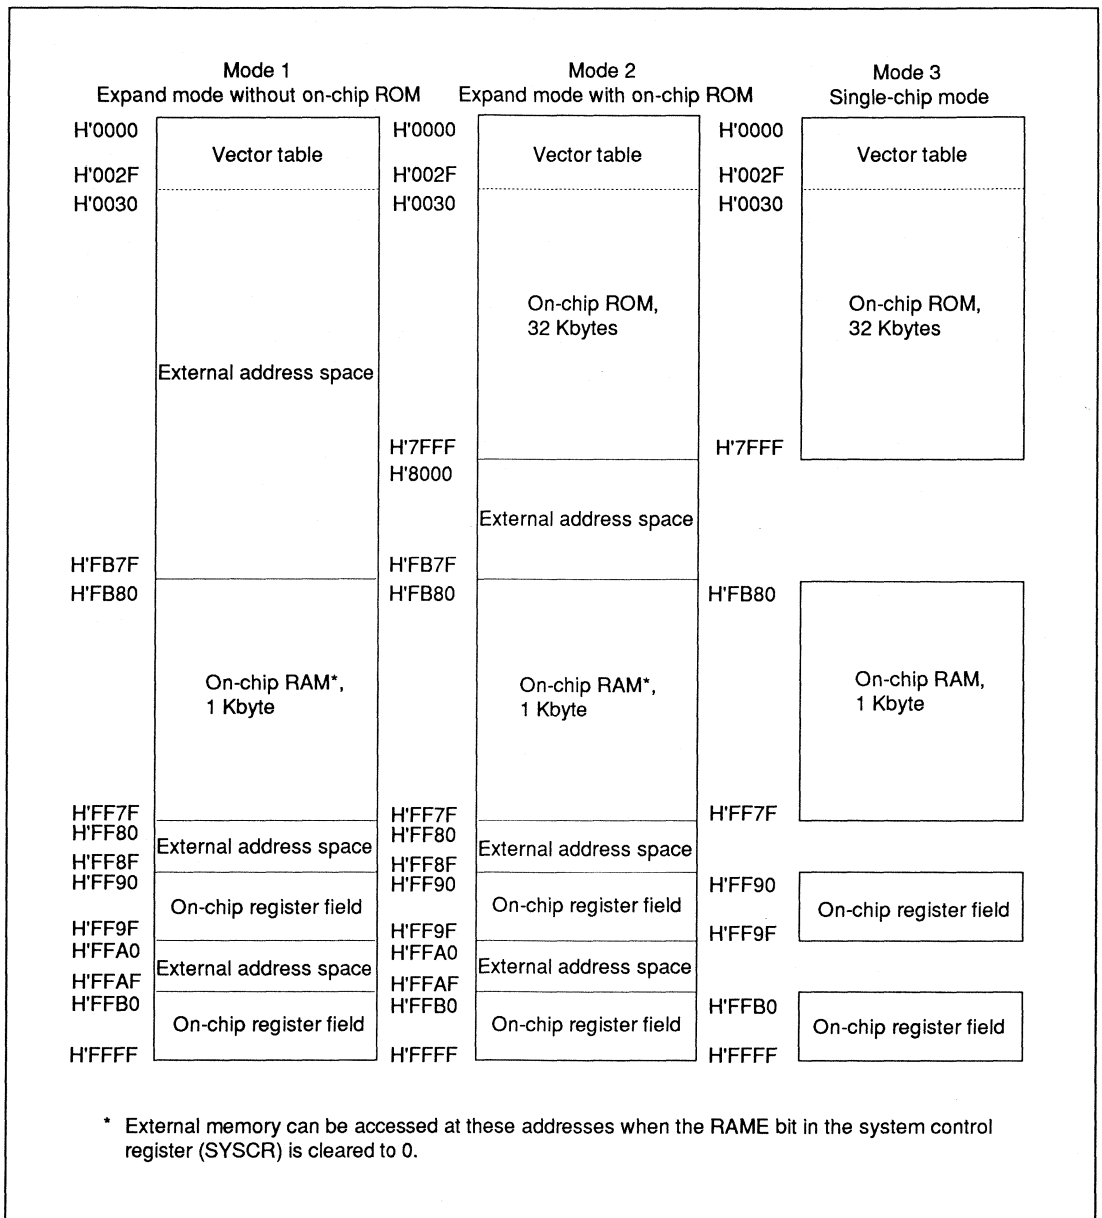 Mode 1
Expand mode without on-chip ROM
H'0000
Vector table
H'002F
H'0030
External address space
H'FB7F
H'FB80
On-chip RAM*,
1 Kbyte
H'FF7F
H'FF80
External address space
H'FF8F
H'FF90
On-chip register field
H'FF9F
H'FFA0
External address space
H'FFAF
H'FFB0
On-chip register field
H'FFFF
Mode 2
Expand mode with on-chip ROM
H'0000
Vector table
H'002F
H'0030
On-chip ROM,
32 Kbytes
H'7FFF
H'8000
External address space
H'FB7F
H'FB80
On-chip RAM*,
1 Kbyte
H'FF7F
H'FF80
External address space
H'FF8F
H'FF90
On-chip register field
H'FF9F
H'FFA0
External address space
H'FFAF
H'FFB0
On-chip register field
H'FFFF
Mode 3
Single-chip mode
H'0000
Vector table
H'002F
H'0030
On-chip ROM,
32 Kbytes
H'7FFF
H'FB80
On-chip RAM,
1 Kbyte
H'FF7F
H'FF90
On-chip register field
H'FF9F
H'FFB0
On-chip register field
H'FFFF
* External memory can be accessed at these addresses when the RAME bit in the system control
register (SYSCR) is cleared to 0.